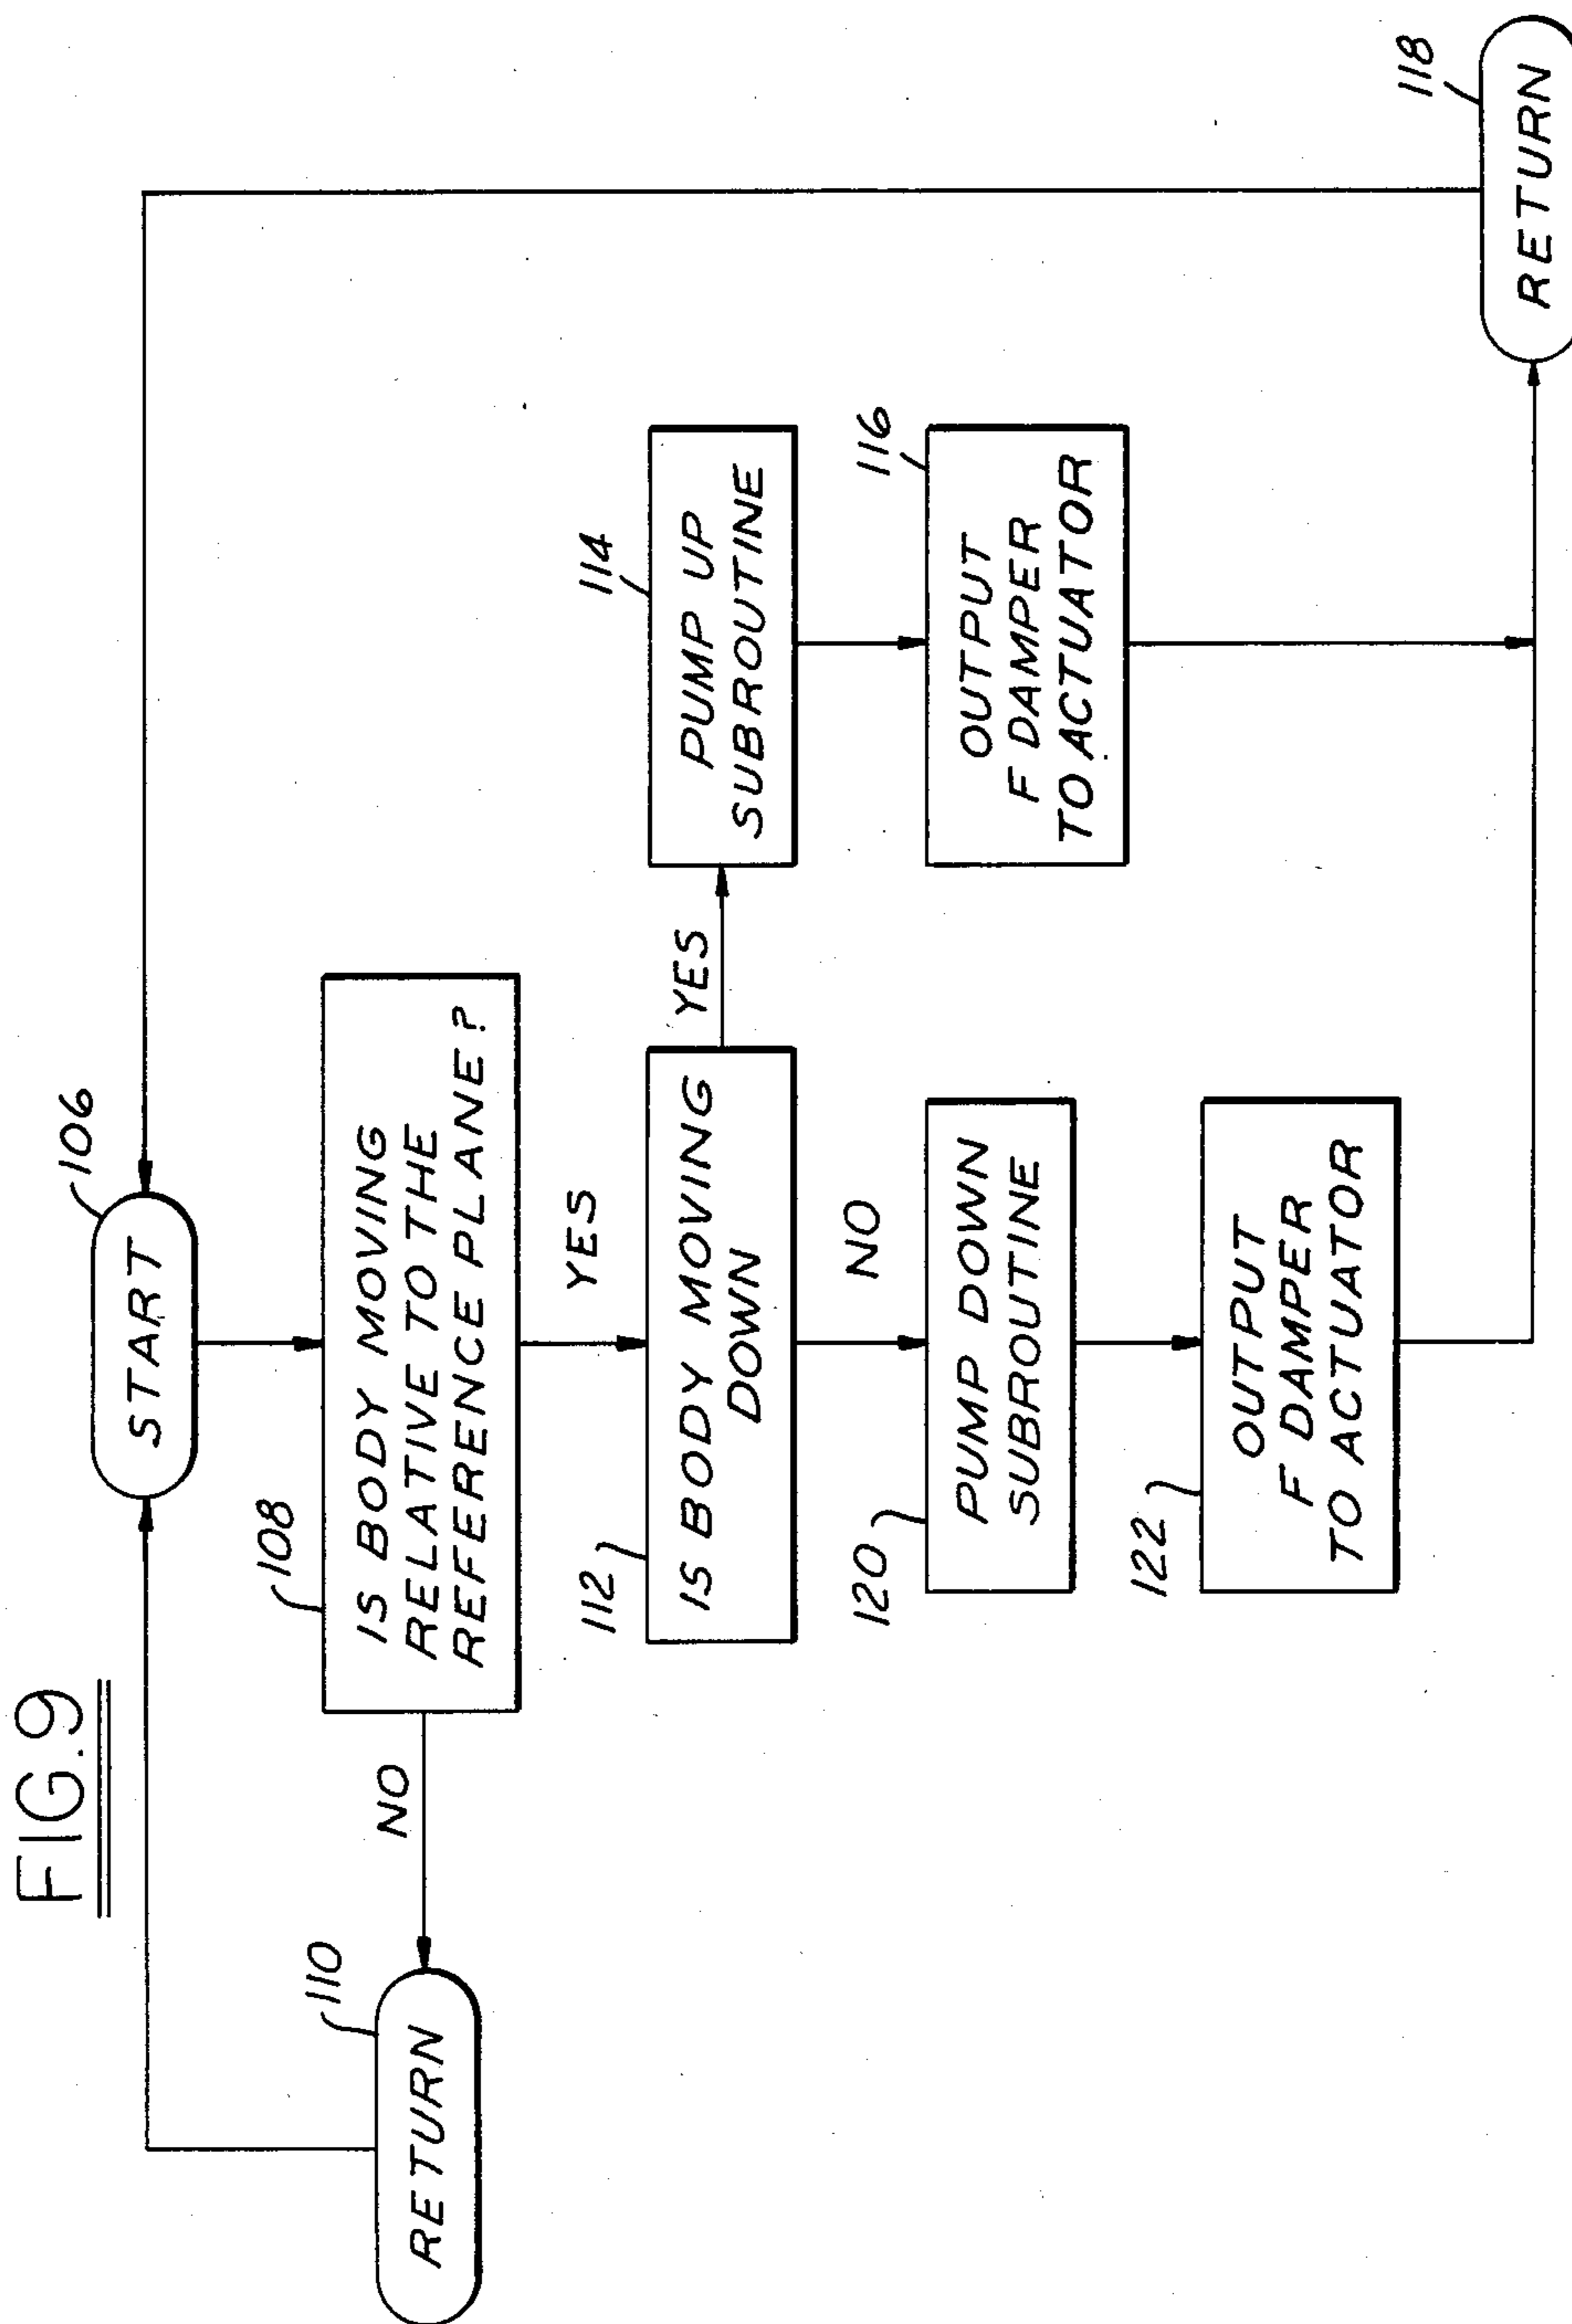 FIG.9
106
START
108
IS BODY MOVING
RELATIVE TO THE
REFERENCE PLANE?
NO
110
RETURN
YES
112
IS BODY MOVING
DOWN
YES
114
PUMP UP
SUBROUTINE
116
OUTPUT
F DAMPER
TO ACTUATOR
NO
120
PUMP DOWN
SUBROUTINE
122
OUTPUT
F DAMPER
TO ACTUATOR
118
RETURN